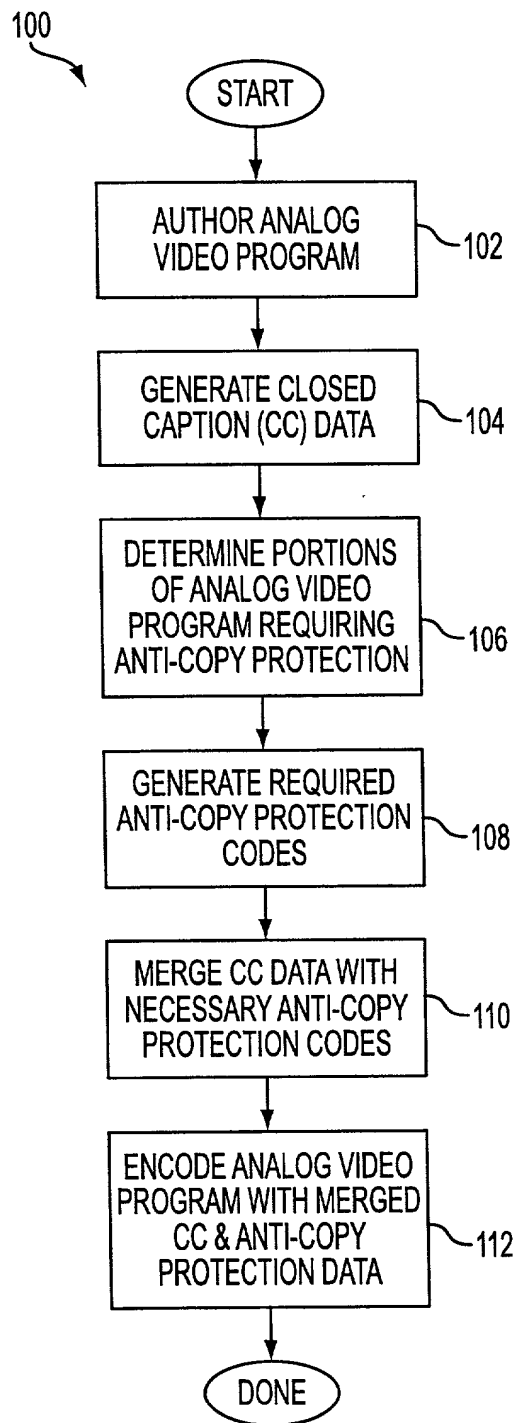 100
START
AUTHOR ANALOG
VIDEO PROGRAM
102
GENERATE CLOSED
CAPTION (CC) DATA
104
DETERMINE PORTIONS
OF ANALOG VIDEO
PROGRAM REQUIRING
ANTI-COPY PROTECTION
106
GENERATE REQUIRED
ANTI-COPY PROTECTION
CODES
108
MERGE CC DATA WITH
NECESSARY ANTI-COPY
PROTECTION CODES
110
ENCODE ANALOG VIDEO
PROGRAM WITH MERGED
CC & ANTI-COPY
PROTECTION DATA
112
DONE